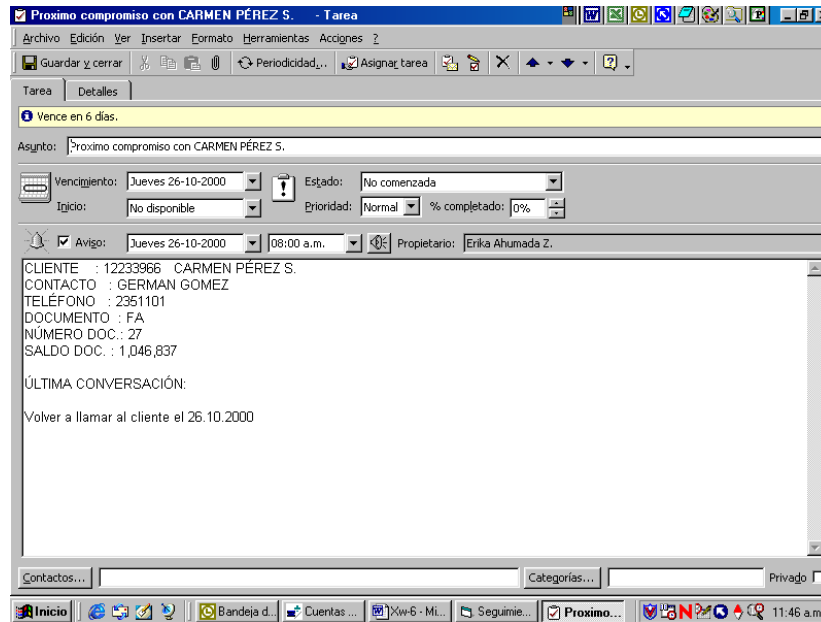 Proximo compromiso con CARMEN PÉREZ S. - Tarea
Archivo Edición Ver Insertar Formato Herramientas Acciones ?
Guardar y cerrar Periodicidad... Asignar tarea
Tarea Detalles
Vence en 6 días.
Asunto: Proximo compromiso con CARMEN PÉREZ S.
Vencimiento: Jueves 26-10-2000 Estado: No comenzada
Inicio: No disponible Prioridad: Normal % completado: 0%
Aviso: Jueves 26-10-2000 08:00 a.m. Propietario: Erika Ahumada Z.
CLIENTE : 12233966 CARMEN PÉREZ S.
CONTACTO : GERMAN GOMEZ
TELÉFONO : 2351101
DOCUMENTO : FA
NÚMERO DOC.: 27
SALDO DOC. : 1,046,837
ÚLTIMA CONVERSACIÓN:
Volver a llamar al cliente el 26.10.2000
Contactos... Categorías... Privado
Inicio Bandeja d... Cuentas ... Xw-6 - Mi... Seguimie... Proximo... 11:46 a.m